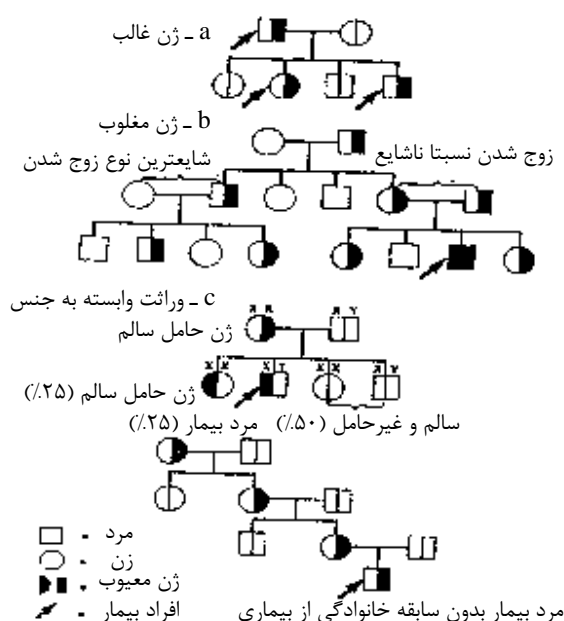 a ـ ژن غالب
b ـ ژن مغلوب
زوج شدن نسبتا ناشایع
شایعترین نوع زوج شدن
c ـ وراثت وابسته به جنس
ژن حامل سالم
X X
X Y
X X
X Y
X X
X Y
ژن حامل سالم (۲۵٪)
سالم و غیرحامل (۵۰٪) مرد بیمار (۲۵٪)
مرد
زن
ژن معیوب
افراد بیمار
مرد بیمار بدون سابقه خانوادگی از بیماری